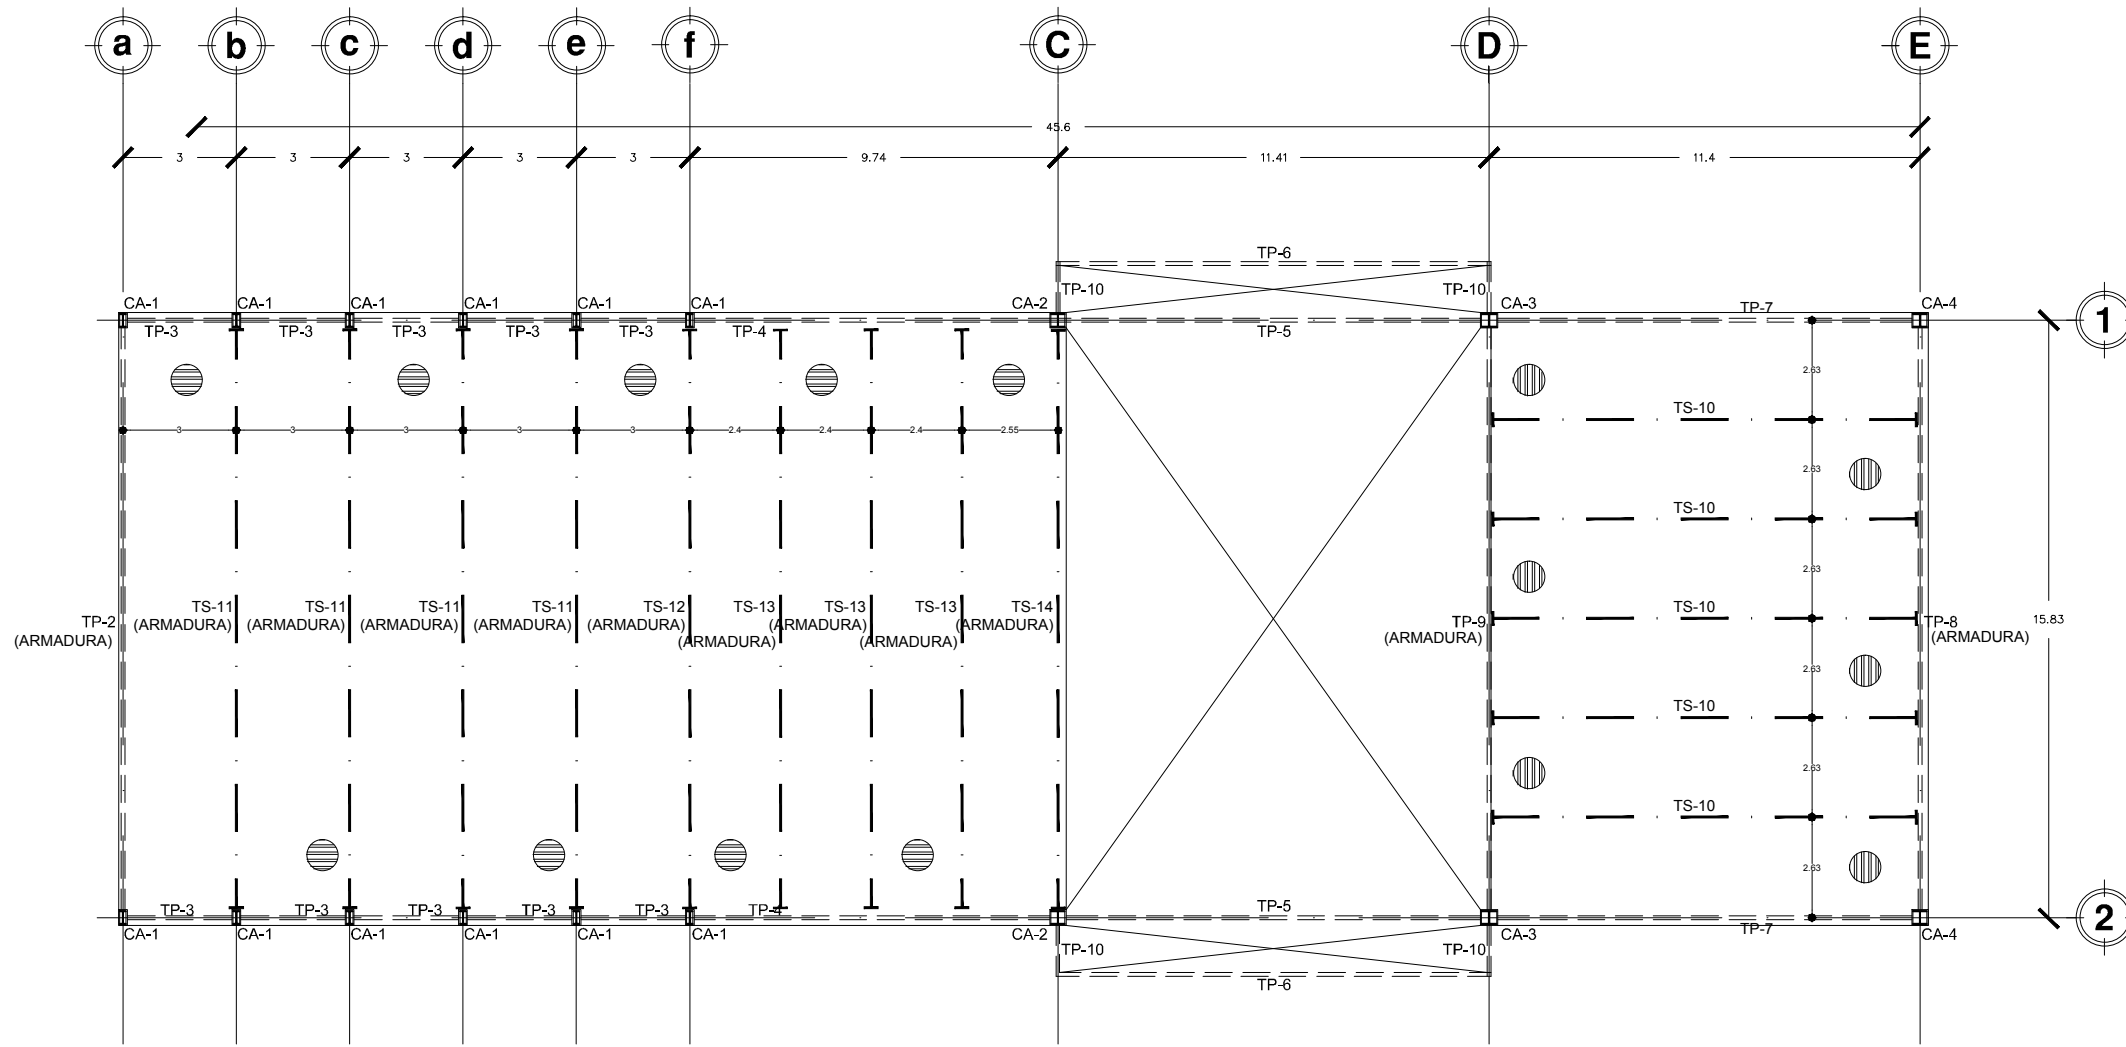 a b c d e f C D E
45.6
3 3 3 3 3 9.74 11.41 11.4
TP-6
TP-10 TP-10
CA-1 CA-1 CA-1 CA-1 CA-1 CA-1 CA-2 CA-3 TP-7 CA-4
1
TP-3 TP-3 TP-3 TP-3 TP-3 TP-4 TP-5
2.63
TS-10
3 3 3 3 3 2.4 2.4 2.4 2.55
2.63
TS-10
2.63
TS-11 TS-11 TS-11 TS-11 TS-12 TS-13 TS-13 TS-13 TS-14 TS-10
TP-2 (ARMADURA) (ARMADURA) (ARMADURA) (ARMADURA) (ARMADURA) (ARMADURA) (ARMADURA) TP-9 TP-8 15.83
(ARMADURA) (ARMADURA) (ARMADURA) (ARMADURA) (ARMADURA)
2.63
TS-10
2.63
TS-10
2.63
TP-3 TP-3 TP-3 TP-3 TP-3 TP-4 TP-5
2
CA-1 CA-1 CA-1 CA-1 CA-1 CA-1 CA-2 CA-3 TP-7 CA-4
TP-10 TP-10
TP-6